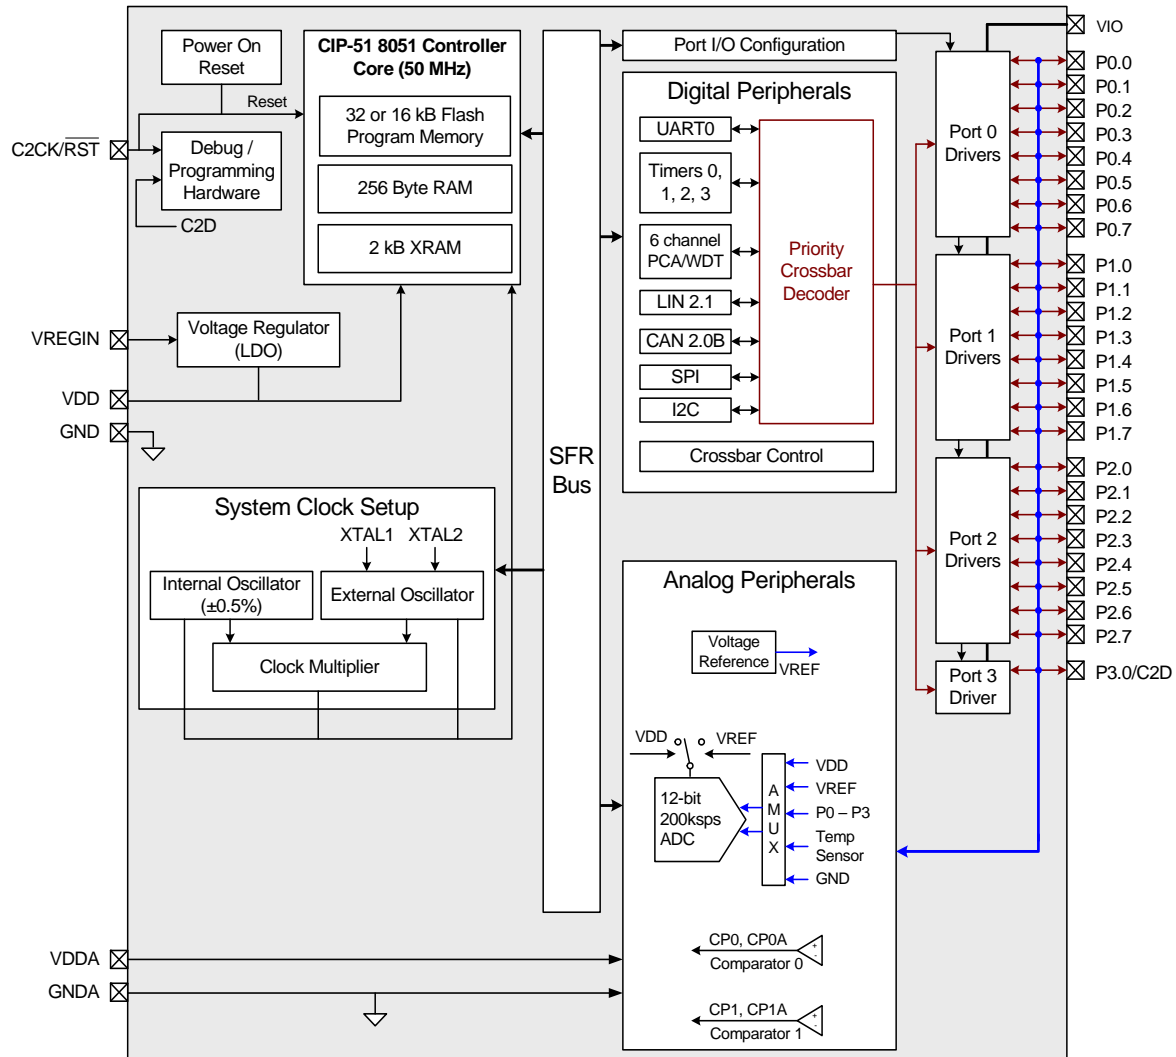 Power On
Reset
CIP-51 8051 Controller
Core (50 MHz)
32 or 16 kB Flash
Program Memory
256 Byte RAM
2 kB XRAM
Reset
C2CK/RST
Debug /
Programming
Hardware
C2D
VREGIN
Voltage Regulator
(LDO)
VDD
GND
System Clock Setup
XTAL1
XTAL2
Internal Oscillator
(±0.5%)
External Oscillator
Clock Multiplier
VDDA
GNDA
SFR
Bus
Port I/O Configuration
Digital Peripherals
UART0
Timers 0,
1, 2, 3
6 channel
PCA/WDT
LIN 2.1
CAN 2.0B
SPI
I2C
Priority
Crossbar
Decoder
Crossbar Control
Analog Peripherals
Voltage
Reference
VREF
VDD
VREF
12-bit
200ksps
ADC
A
M
U
X
VDD
VREF
P0 – P3
Temp
Sensor
GND
CP0, CP0A
+
-
Comparator 0
CP1, CP1A
+
-
Comparator 1
Port 0
Drivers
Port 1
Drivers
Port 2
Drivers
Port 3
Driver
VIO
P0.0
P0.1
P0.2
P0.3
P0.4
P0.5
P0.6
P0.7
P1.0
P1.1
P1.2
P1.3
P1.4
P1.5
P1.6
P1.7
P2.0
P2.1
P2.2
P2.3
P2.4
P2.5
P2.6
P2.7
P3.0/C2D